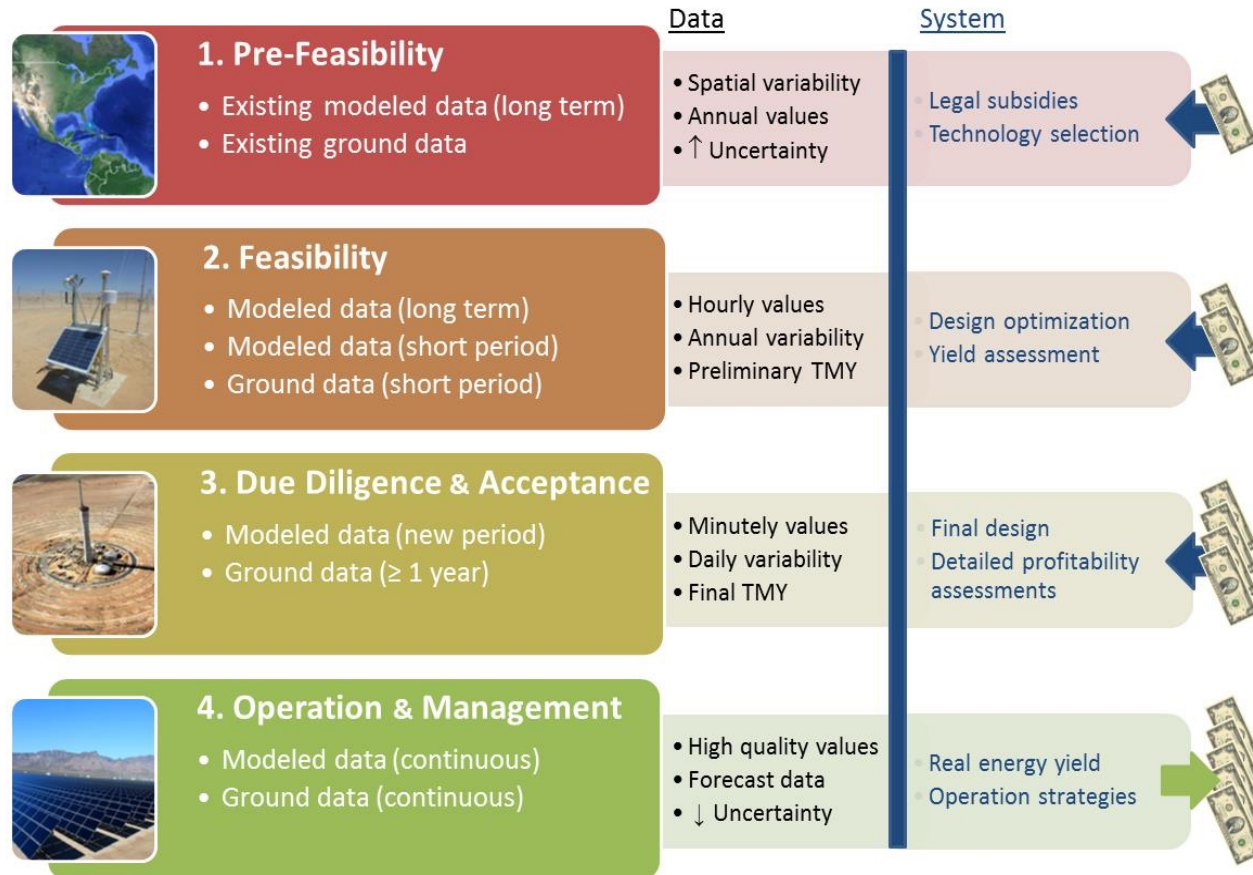 Data
System
1. Pre-Feasibility
• Existing modeled data (long term)
• Existing ground data
• Spatial variability
• Annual values
• ↑ Uncertainty
• Legal subsidies
• Technology selection
2. Feasibility
• Modeled data (long term)
• Modeled data (short period)
• Ground data (short period)
• Hourly values
• Annual variability
• Preliminary TMY
• Design optimization
• Yield assessment
3. Due Diligence & Acceptance
• Modeled data (new period)
• Ground data (≥ 1 year)
• Minutely values
• Daily variability
• Final TMY
• Final design
• Detailed profitability
assessments
4. Operation & Management
• Modeled data (continuous)
• Ground data (continuous)
• High quality values
• Forecast data
• ↓ Uncertainty
• Real energy yield
• Operation strategies